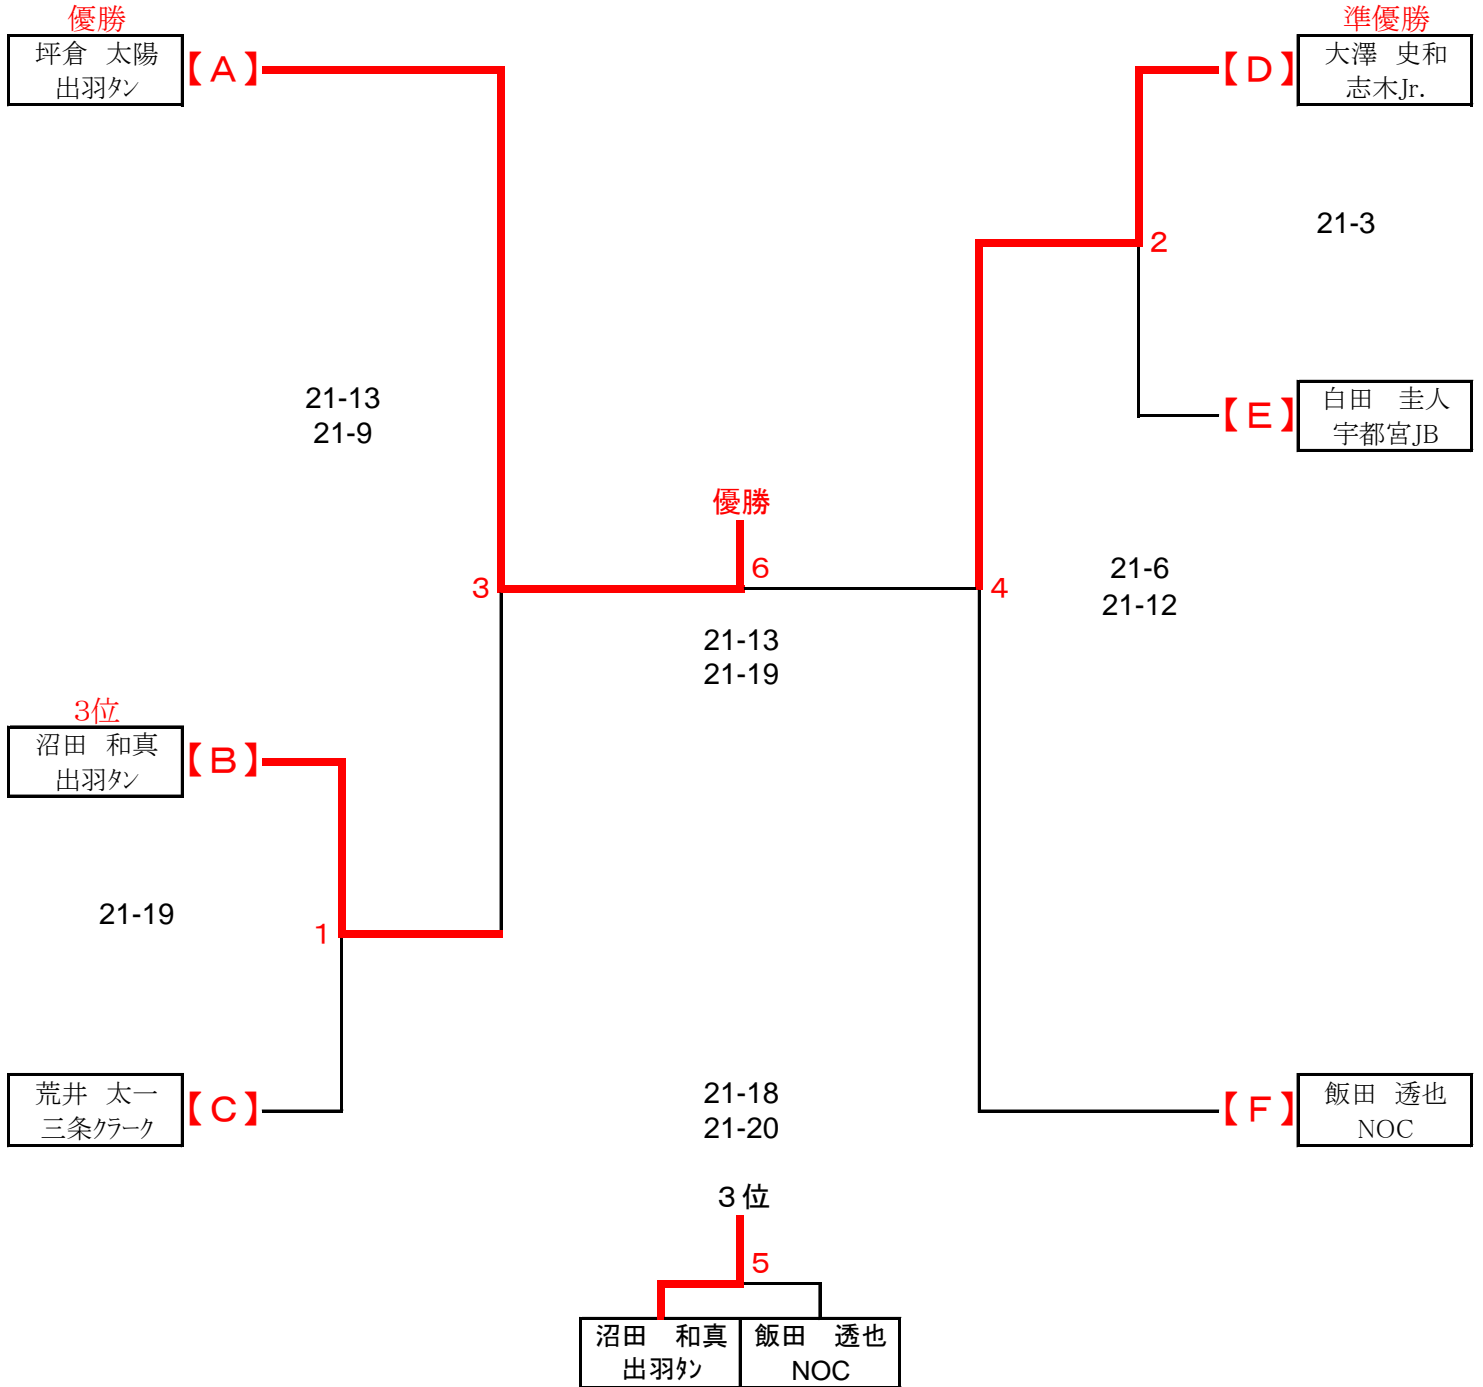 優勝
坪倉 太陽
出羽ﾀﾝ
【A】
準優勝
【D】
大澤 史和
志木Jr.
21-3
2
21-13
21-9
【E】
白田 圭人
宇都宮JB
優勝
3
6
4
21-6
21-12
21-13
21-19
3位
沼田 和真
出羽ﾀﾝ
【B】
21-19
1
荒井 太一
三条ｸﾗｰｸ
【C】
21-18
21-20
【F】
飯田 透也
NOC
３位
5
沼田 和真
出羽ﾀﾝ
飯田 透也
NOC